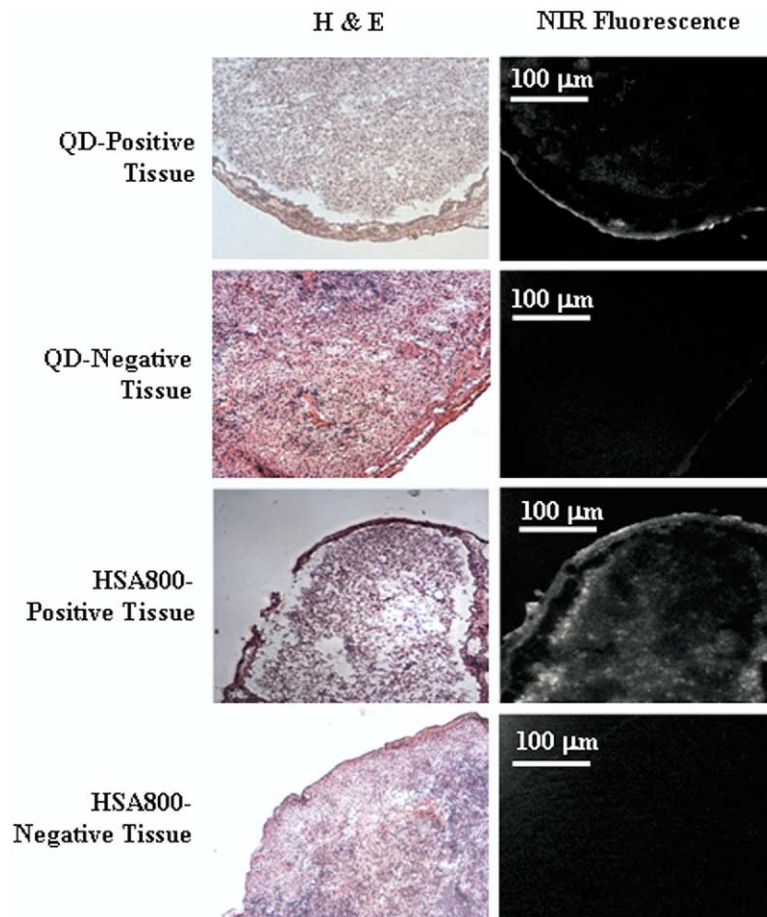 H & E
NIR Fluorescence
QD-Positive
Tissue
100 μm
QD-Negative
Tissue
100 μm
HSA800-
Positive Tissue
100 μm
HSA800-
Negative Tissue
100 μm